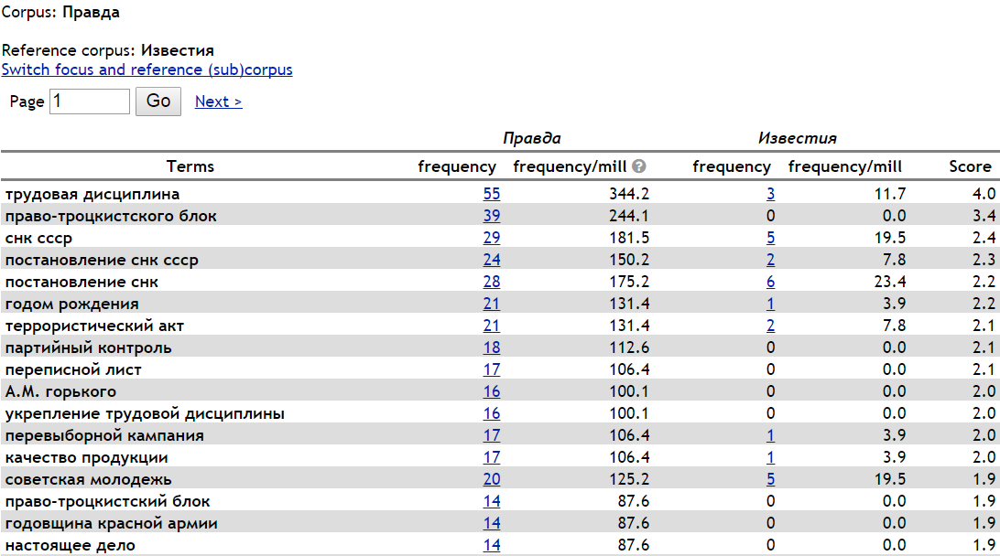 Corpus: Правда
Reference corpus: Известия
Switch focus and reference (sub)corpus
Page 1 Go Next >
Правда Известия
Terms frequency frequency/mill ? frequency frequency/mill Score
трудовая дисциплина 55 344.2 3 11.7 4.0
право-троцкистского блок 39 244.1 0 0.0 3.4
снк ссср 29 181.5 5 19.5 2.4
постановление снк ссср 24 150.2 2 7.8 2.3
постановление снк 28 175.2 6 23.4 2.2
годом рождения 21 131.4 1 3.9 2.2
террористический акт 21 131.4 2 7.8 2.1
партийный контроль 18 112.6 0 0.0 2.1
переписной лист 17 106.4 0 0.0 2.1
А.М. горького 16 100.1 0 0.0 2.0
укрепление трудовой дисциплины 16 100.1 0 0.0 2.0
перевыборной кампания 17 106.4 1 3.9 2.0
качество продукции 17 106.4 1 3.9 2.0
советская молодежь 20 125.2 5 19.5 1.9
право-троцкистский блок 14 87.6 0 0.0 1.9
годовщина красной армии 14 87.6 0 0.0 1.9
настоящее дело 14 87.6 0 0.0 1.9